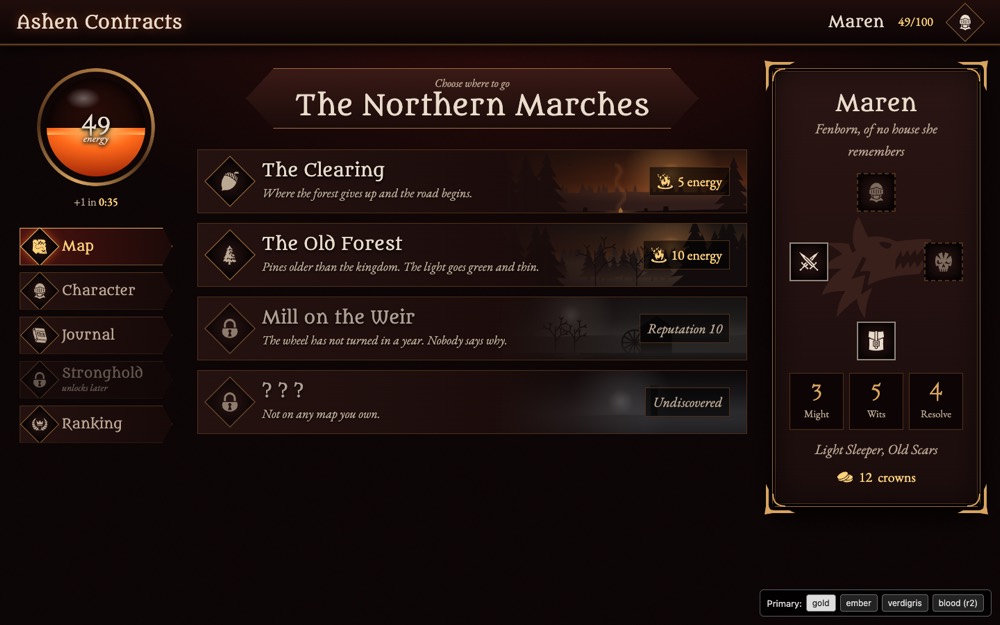 Ashen Contracts
Maren 49/100
49
energy
+1 in 0:35
Map
Character
Journal
Stronghold
unlocks later
Ranking
Choose where to go
The Northern Marches
The Clearing
Where the forest gives up and the road begins.
5 energy
The Old Forest
Pines older than the kingdom. The light goes green and thin.
10 energy
Mill on the Weir
The wheel has not turned in a year. Nobody says why.
Reputation 10
? ? ?
Not on any map you own.
Undiscovered
Maren
Fenborn, of no house she
remembers
3 5 4
Might Wits Resolve
Light Sleeper, Old Scars
12 crowns
Primary: gold ember verdigris blood (r2)